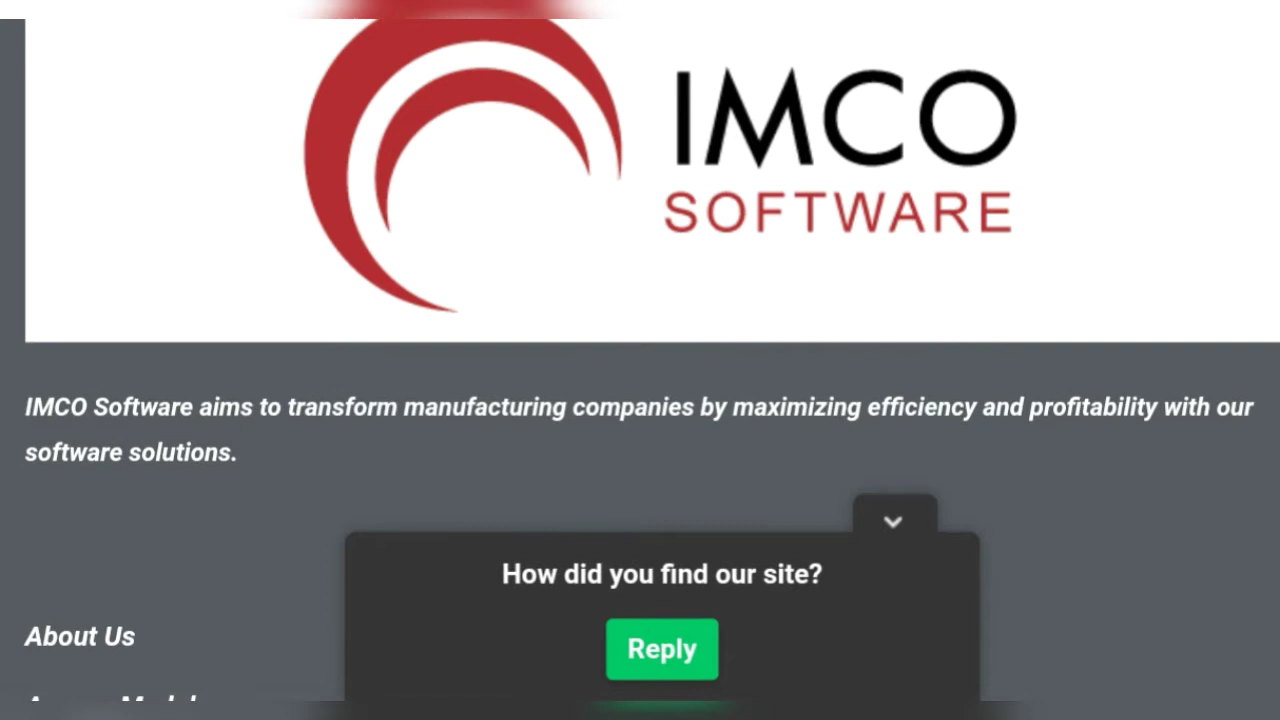 IMCO
SOFTWARE
IMCO Software aims to transform manufacturing companies by maximizing efficiency and profitability with our
software solutions.
How did you find our site?
About Us
Reply